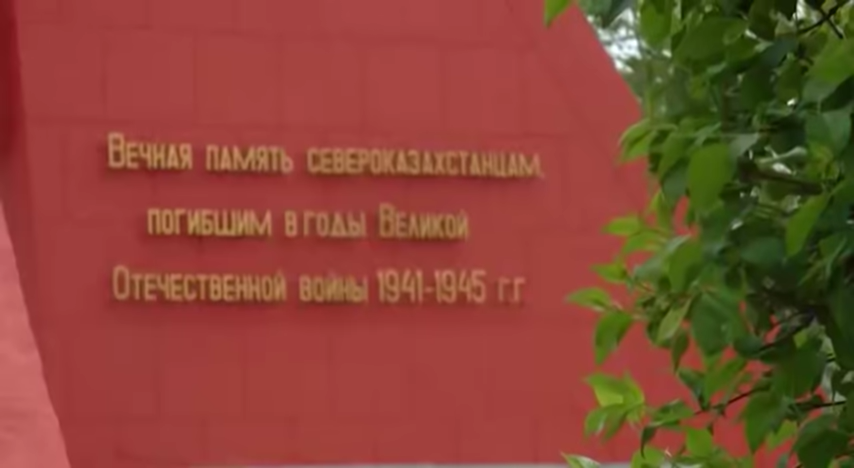 Вечная память североказахстанцам,
погибшим в годы Великой
Отечественной войны 1941-1945 г.г